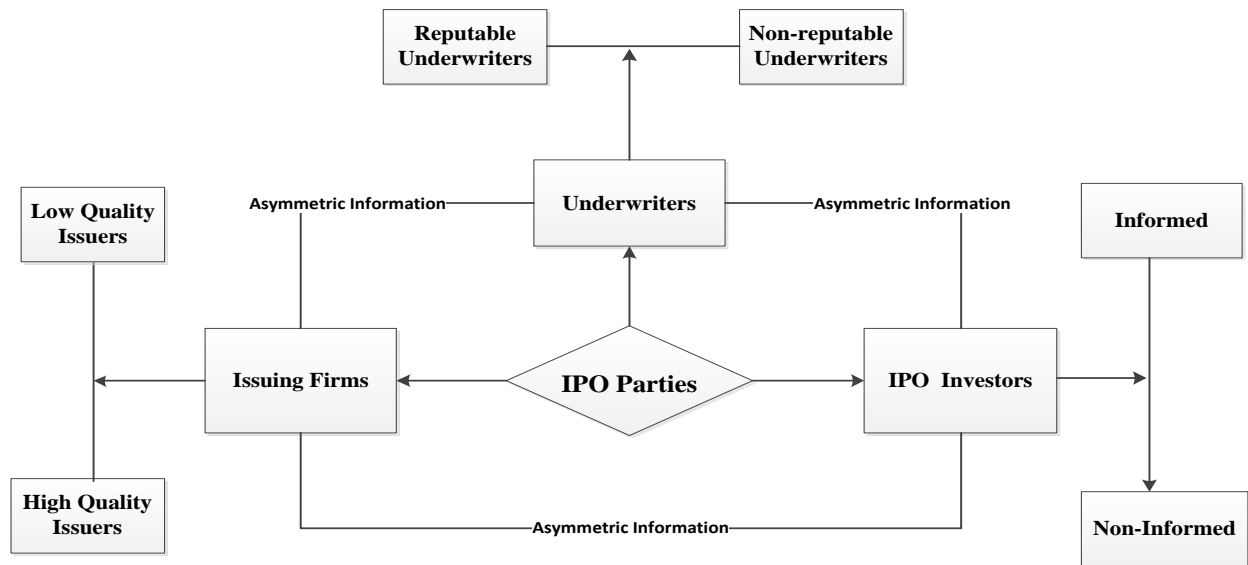 Reputable
Underwriters
Non-reputable
Underwriters
Low Quality
Issuers
Asymmetric Information
Underwriters
Asymmetric Information
Informed
Issuing Firms
IPO Parties
IPO Investors
High Quality
Issuers
Asymmetric Information
Non-Informed